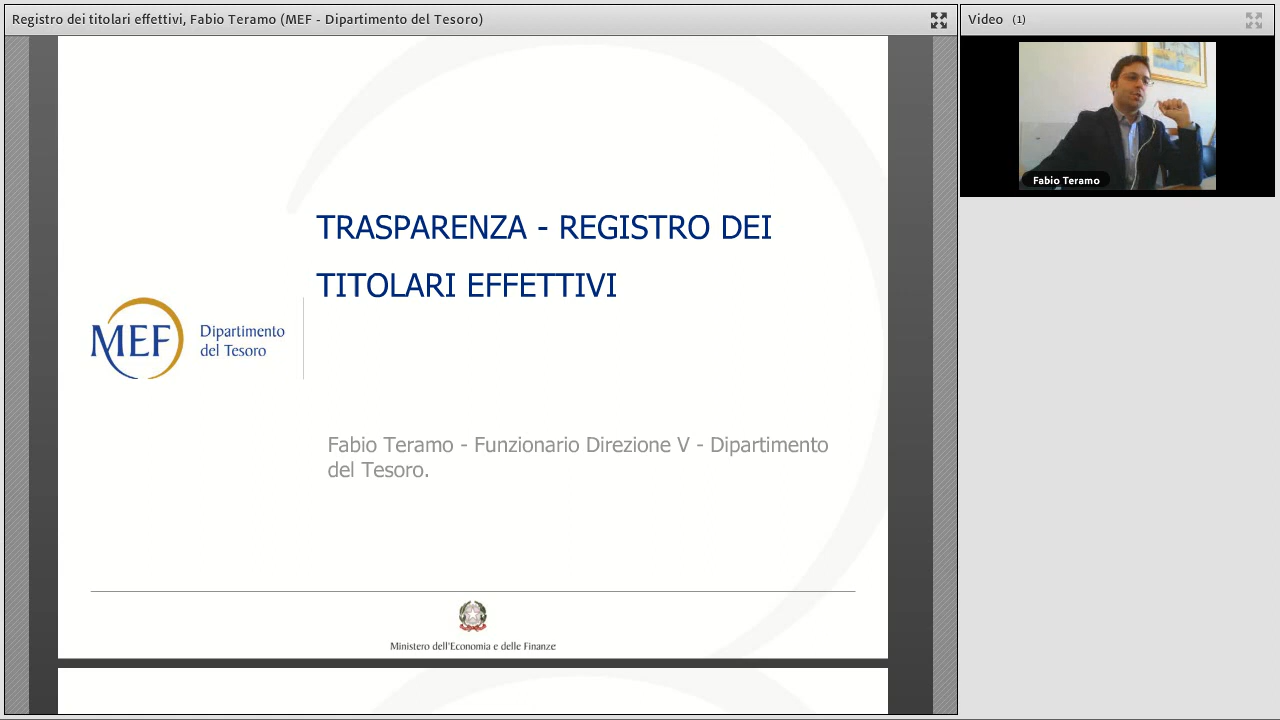 Registro dei titolari effettivi, Fabio Teramo (MEF - Dipartimento del Tesoro)
Video (1)
Fabio Teramo
TRASPARENZA - REGISTRO DEI
TITOLARI EFFETTIVI
MEF
Dipartimento
del Tesoro
Fabio Teramo - Funzionario Direzione V - Dipartimento
del Tesoro.
Ministero dell'Economia e delle Finanze